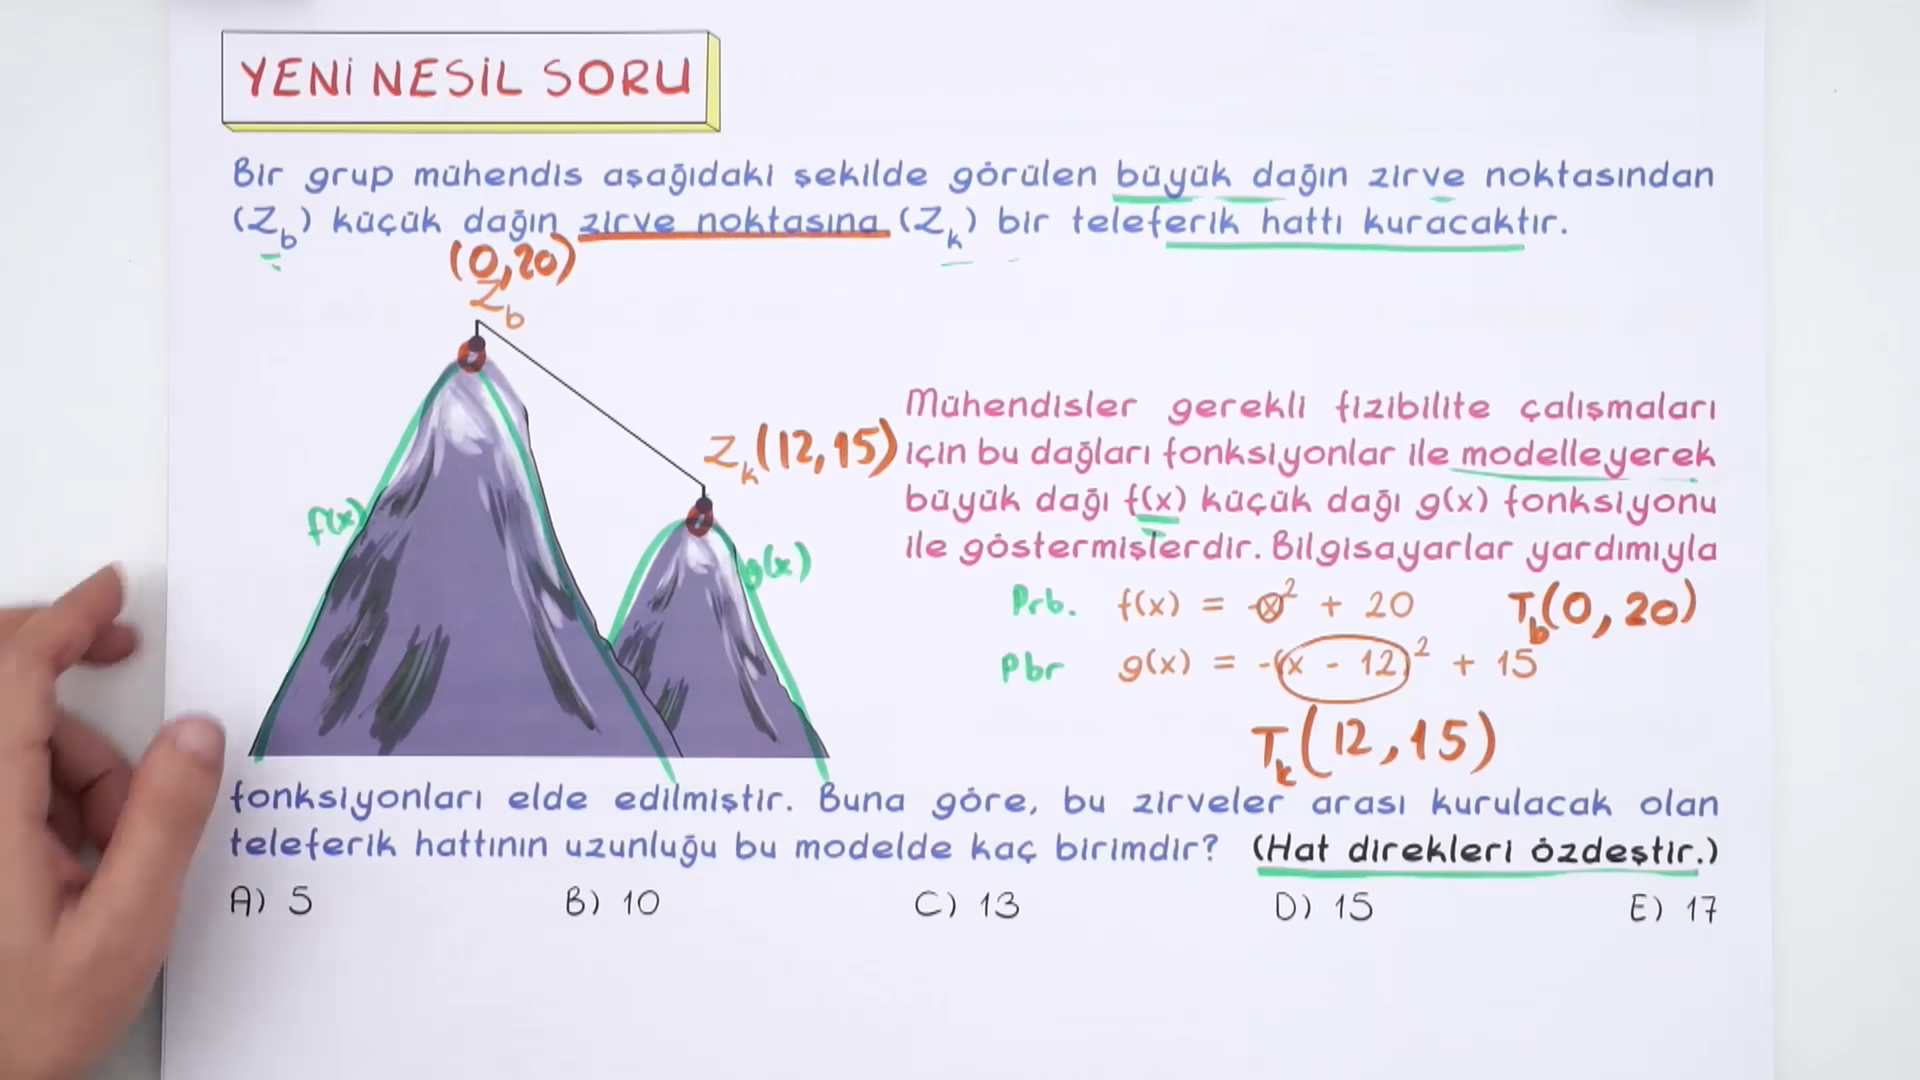 YENİ NESİL SORU
Bir grup mühendis aşağıdaki şekilde görülen büyük dağın zirve noktasından
(Z_b) küçük dağın zirve noktasına (Z_k) bir teleferik hattı kuracaktır.
(0,20)
Z_b
Z_k (12,15)
f(x)
g(x)
Mühendisler gerekli fizibilite çalışmaları
için bu dağları fonksiyonlar ile modelleyerek
büyük dağı f(x) küçük dağı g(x) fonksiyonu
ile göstermişlerdir. Bilgisayarlar yardımıyla
Prb. f(x) = -x² + 20 T_b(0,20)
Pbr g(x) = -(x - 12)² + 15
T_k(12,15)
fonksiyonları elde edilmiştir. Buna göre, bu zirveler arası kurulacak olan
teleferik hattının uzunluğu bu modelde kaç birimdir? (Hat direkleri özdeştir.)
A) 5 B) 10 C) 13 D) 15 E) 17